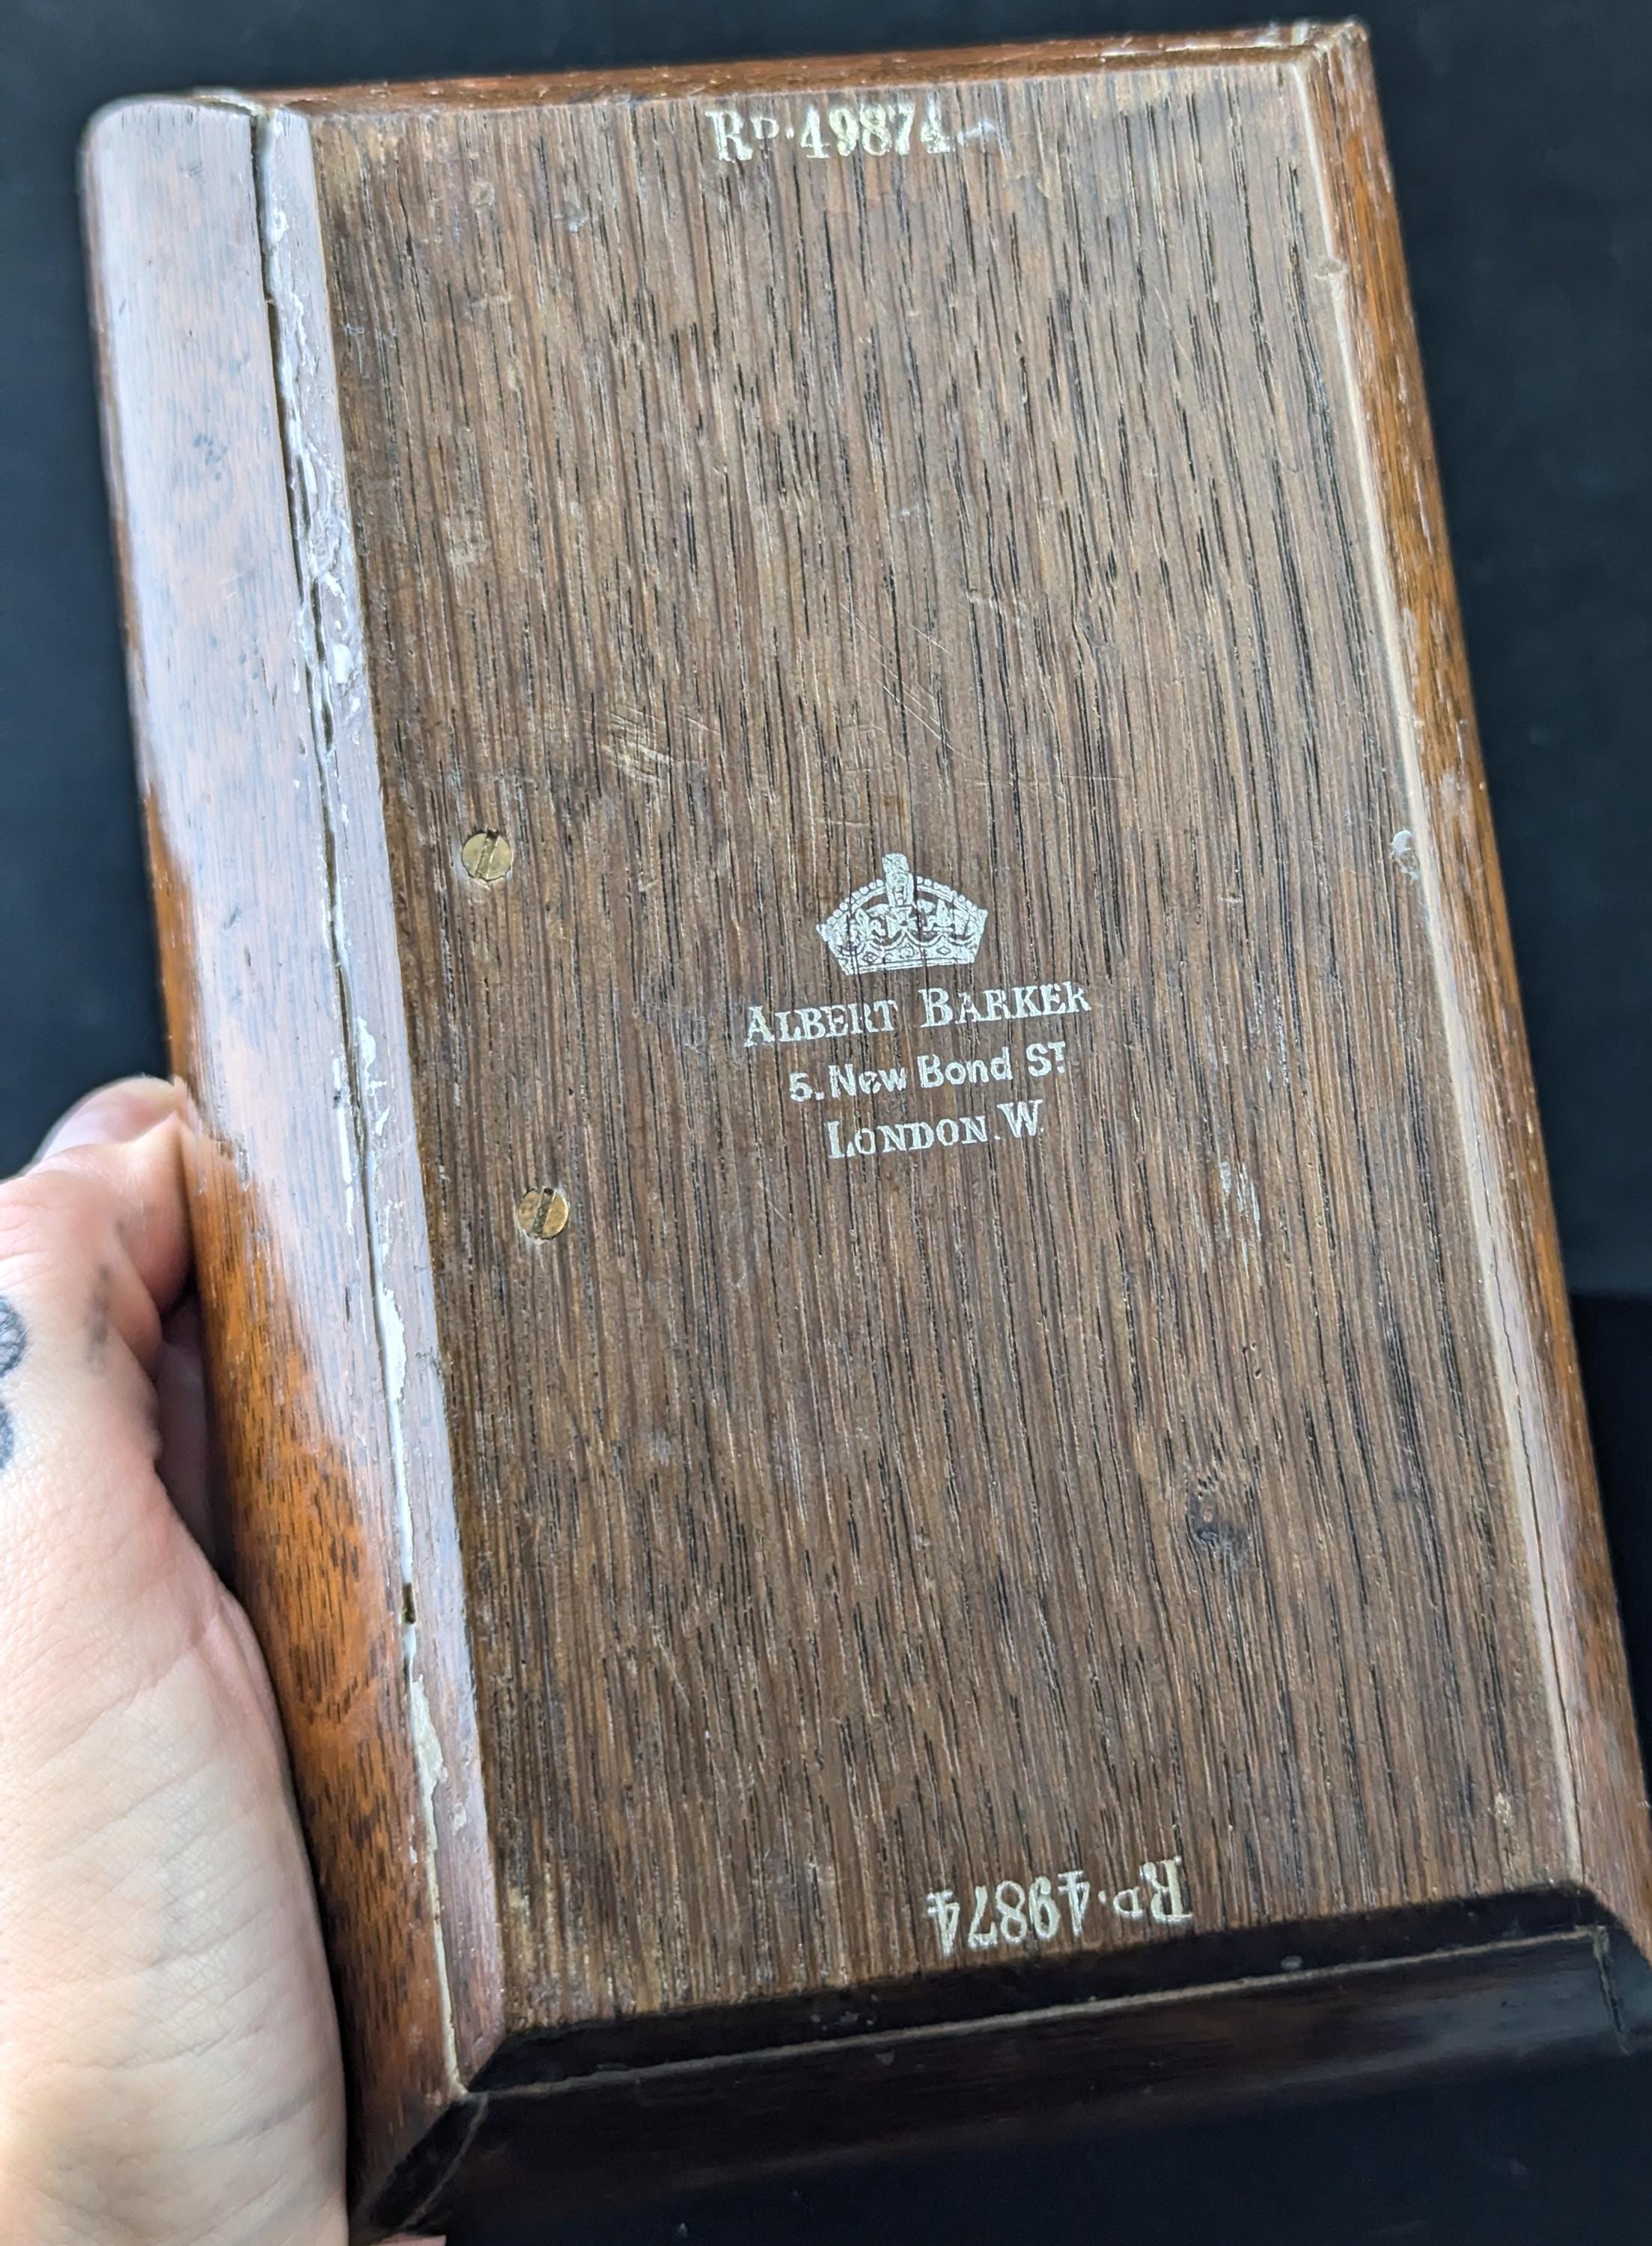 RD. 49874
ALBERT BARKER
5. New Bond ST
LONDON. W.
RD. 49874